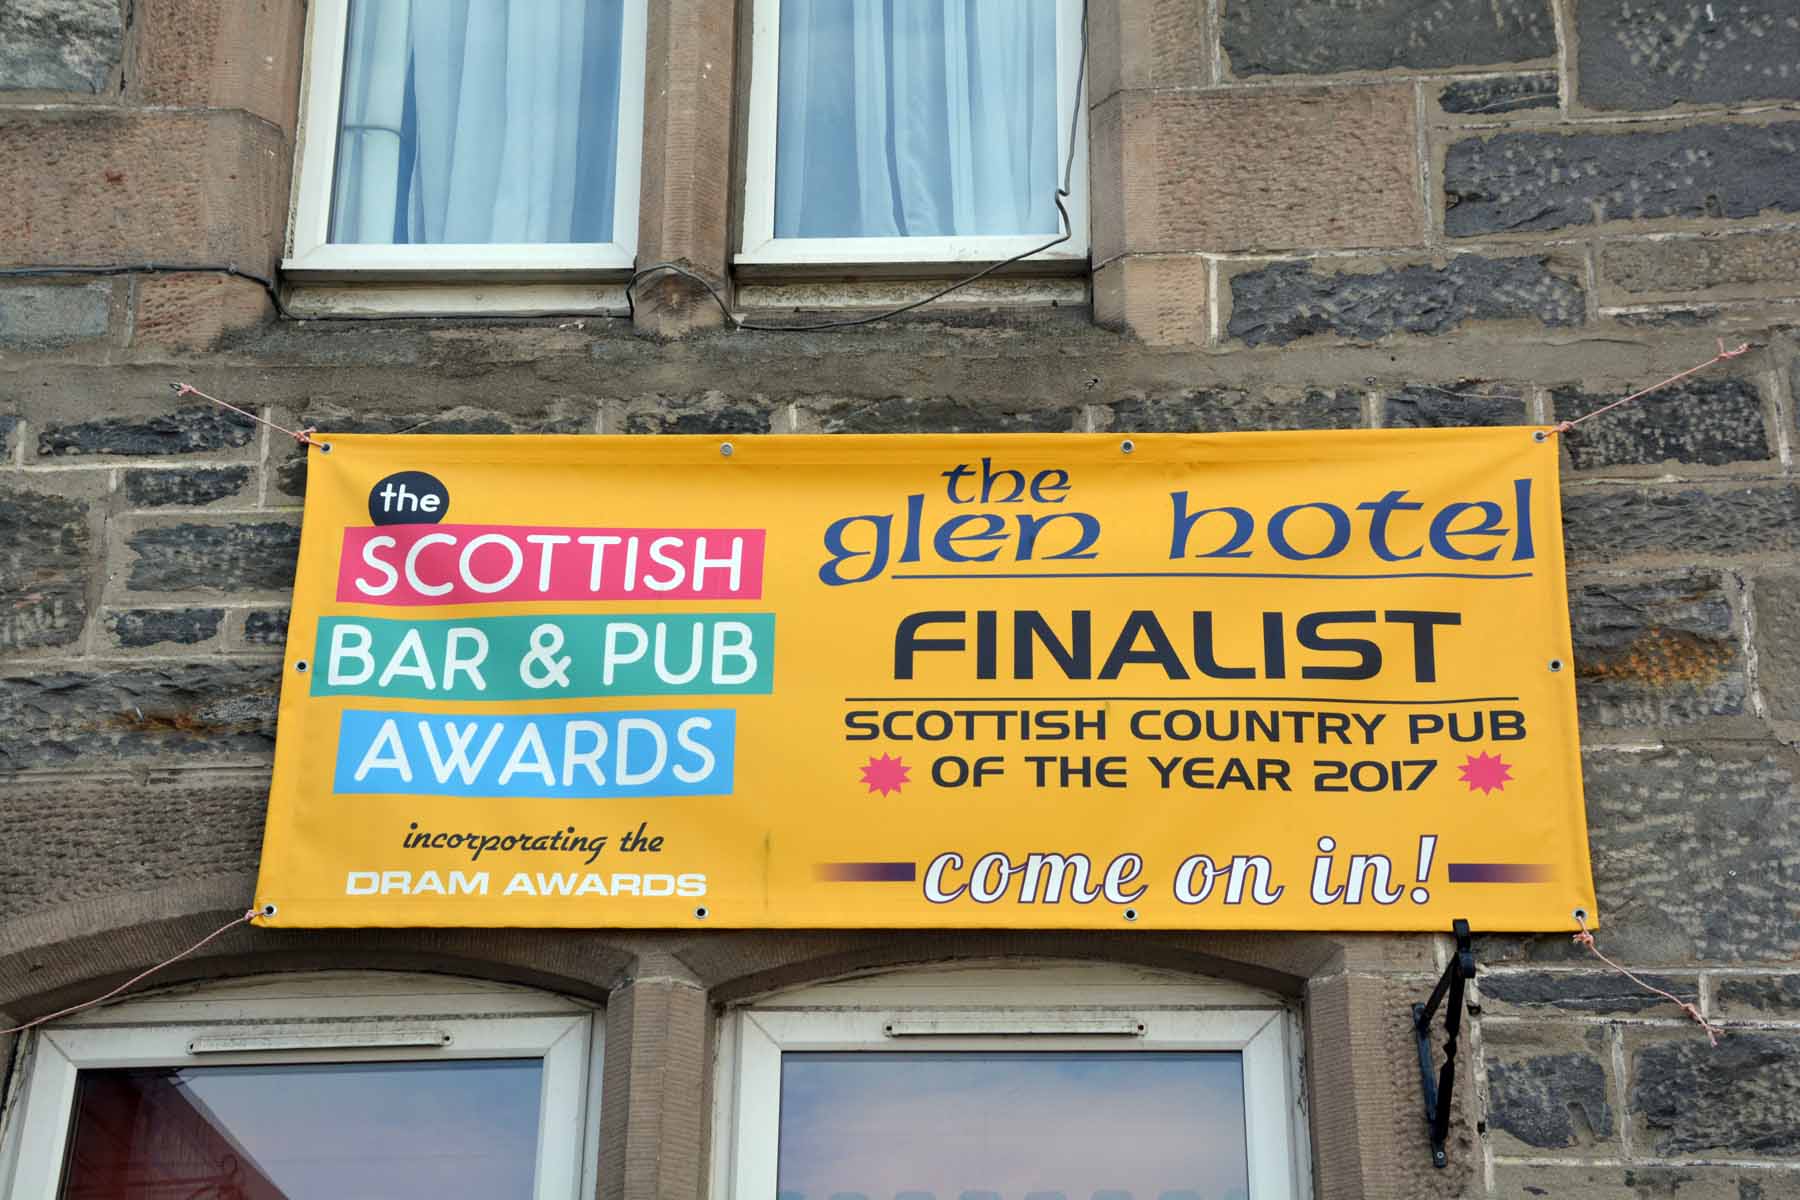 the
SCOTTISH
BAR & PUB
AWARDS
incorporating the
DRAM AWARDS
the
glen hotel
FINALIST
SCOTTISH COUNTRY PUB
OF THE YEAR 2017
come on in!